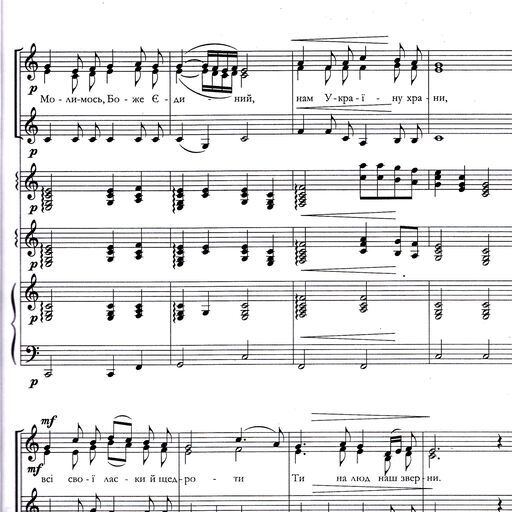 p
Мо - ли-мось, Бо - же Є - ди ний, нам У-кра - ї - ну хра - ни,
p
p
p
p
p
mf
mf
всі сво - ї лас - ки й щед - ро - ти Ти на люд наш звер - ни.